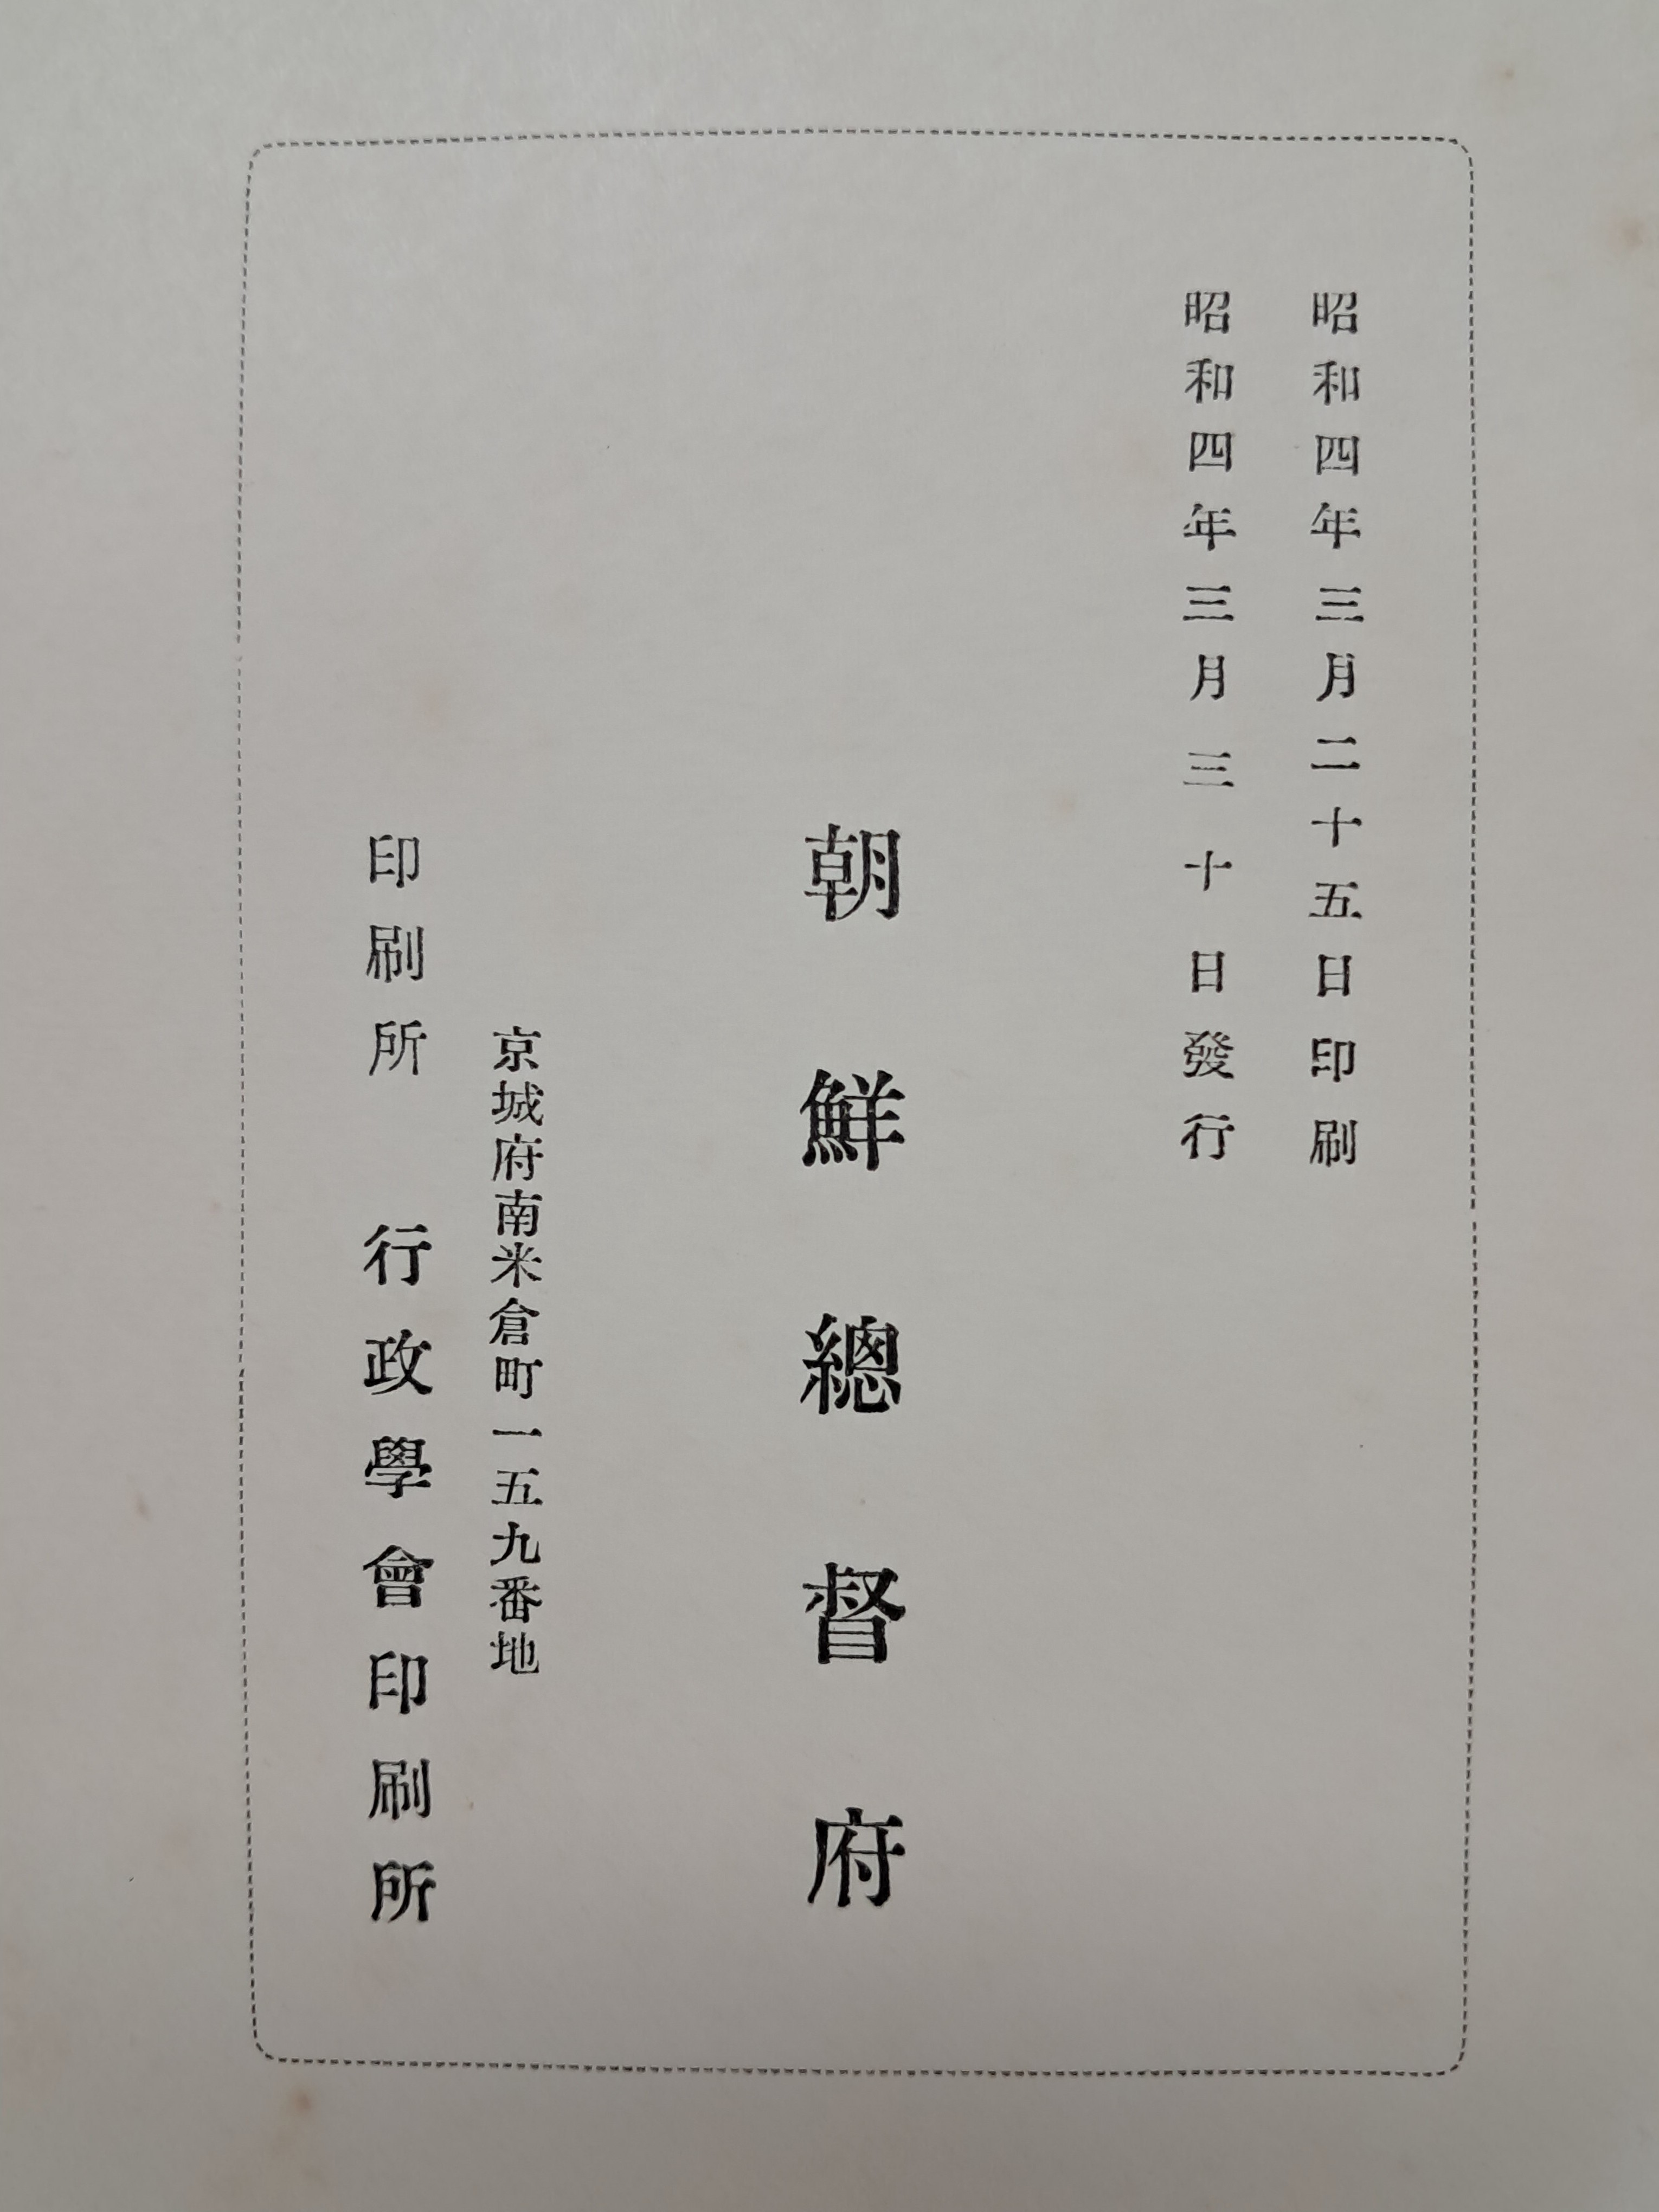 昭和四年三月二十五日印刷
昭和四年三月三十日發行
朝鮮總督府
京城府南米倉町一五九番地
印刷所 行政學會印刷所